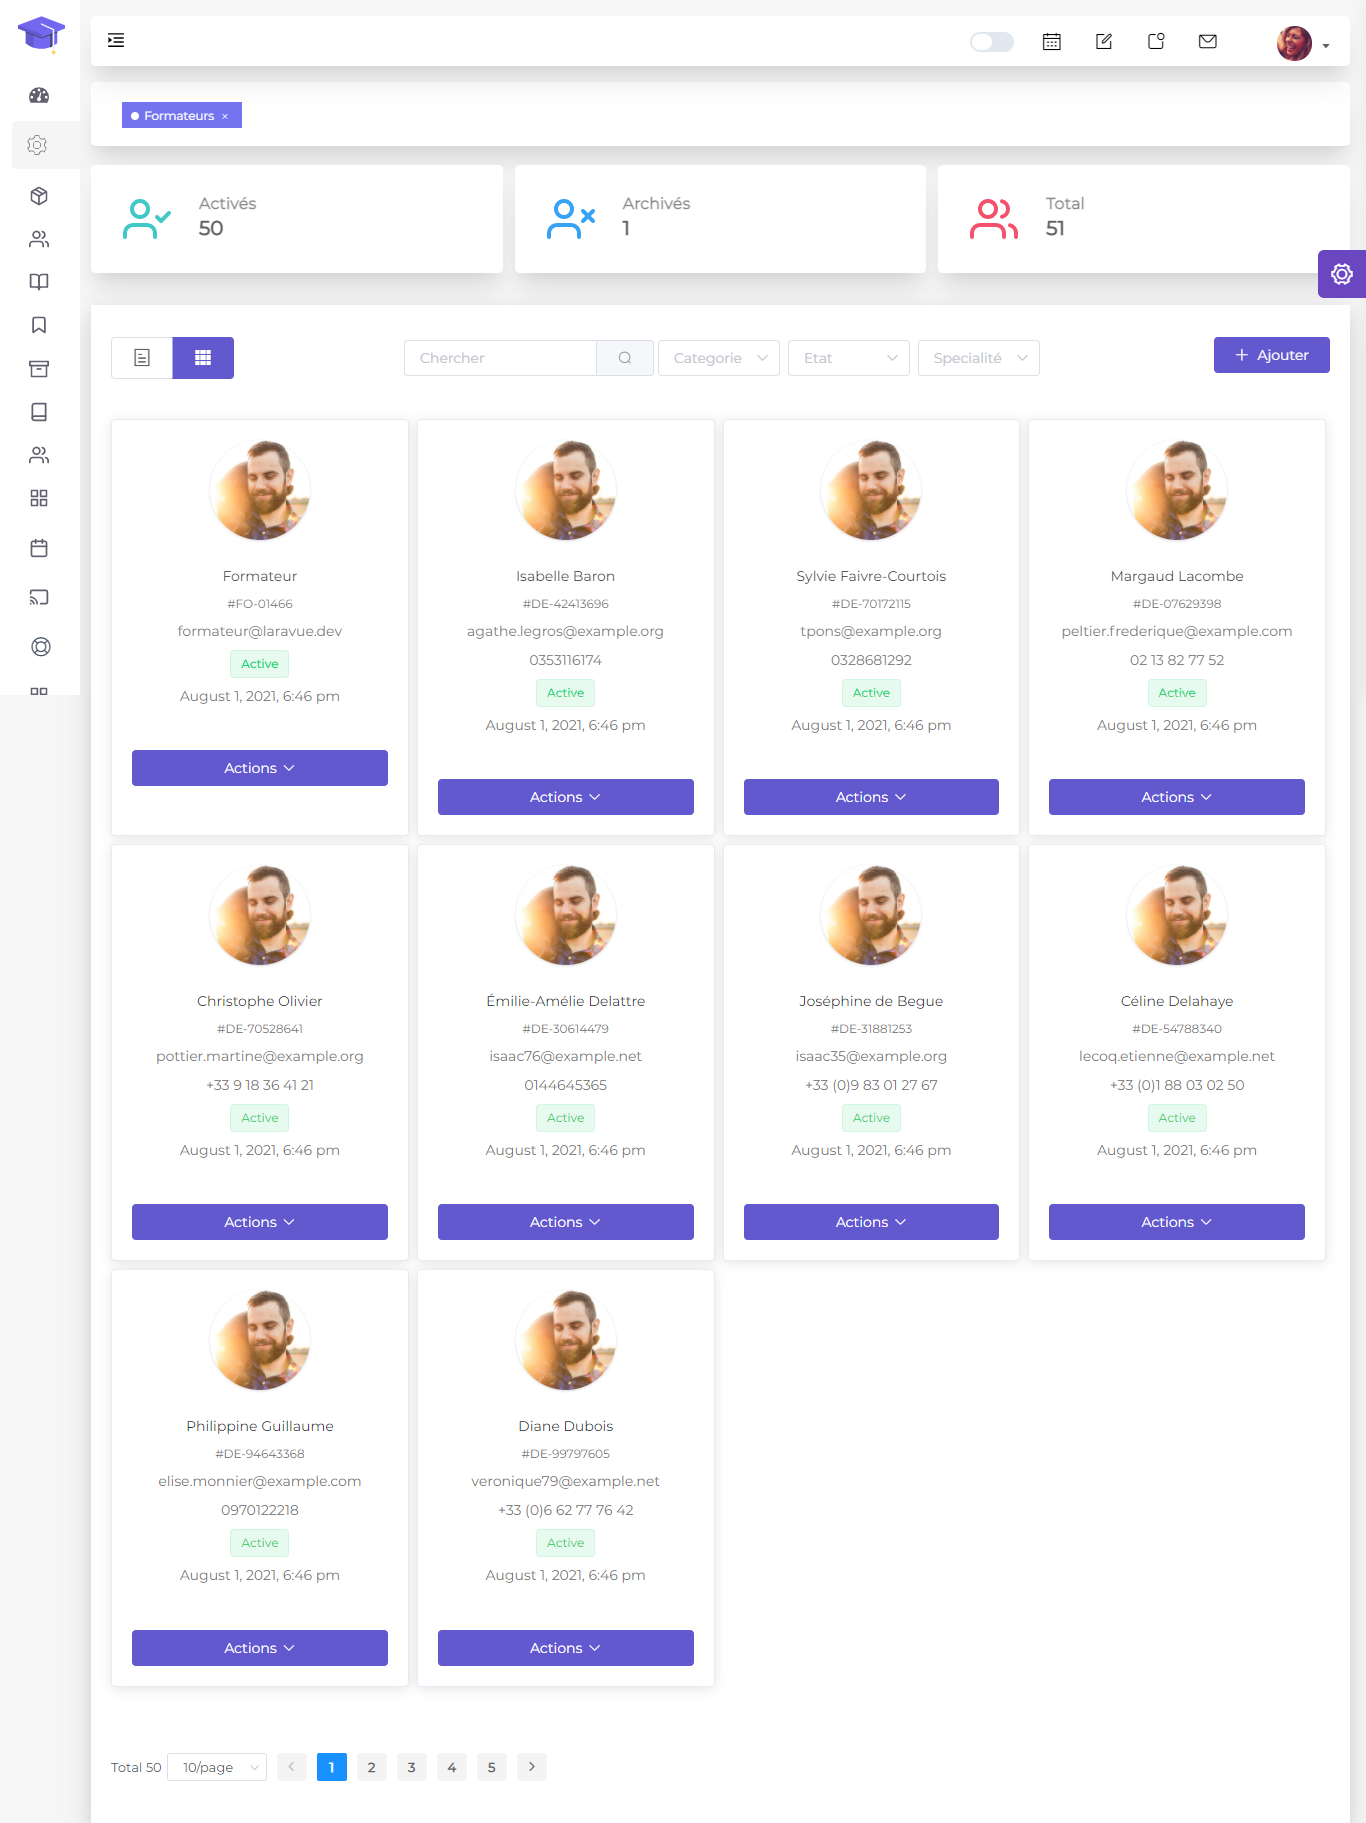 Formateurs ×
Activés
50
Archivés
1
Total
51
Chercher
Categorie
Etat
Specialité
Ajouter
Formateur
#FO-01466
formateur@laravue.dev
Active
August 1, 2021, 6:46 pm
Actions
Isabelle Baron
#DE-42413696
agathe.legros@example.org
0353116174
Active
August 1, 2021, 6:46 pm
Actions
Sylvie Faivre-Courtois
#DE-70172115
tpons@example.org
0328681292
Active
August 1, 2021, 6:46 pm
Actions
Margaud Lacombe
#DE-07629398
peltier.frederique@example.com
02 13 82 77 52
Active
August 1, 2021, 6:46 pm
Actions
Christophe Olivier
#DE-70528641
pottier.martine@example.org
+33 9 18 36 41 21
Active
August 1, 2021, 6:46 pm
Actions
Émilie-Amélie Delattre
#DE-30614479
isaac76@example.net
0144645365
Active
August 1, 2021, 6:46 pm
Actions
Joséphine de Begue
#DE-31881253
isaac35@example.org
+33 (0)9 83 01 27 67
Active
August 1, 2021, 6:46 pm
Actions
Céline Delahaye
#DE-54788340
lecoq.etienne@example.net
+33 (0)1 88 03 02 50
Active
August 1, 2021, 6:46 pm
Actions
Philippine Guillaume
#DE-94643368
elise.monnier@example.com
0970122218
Active
August 1, 2021, 6:46 pm
Actions
Diane Dubois
#DE-99797605
veronique79@example.net
+33 (0)6 62 77 76 42
Active
August 1, 2021, 6:46 pm
Actions
Total 50 10/page 1 2 3 4 5